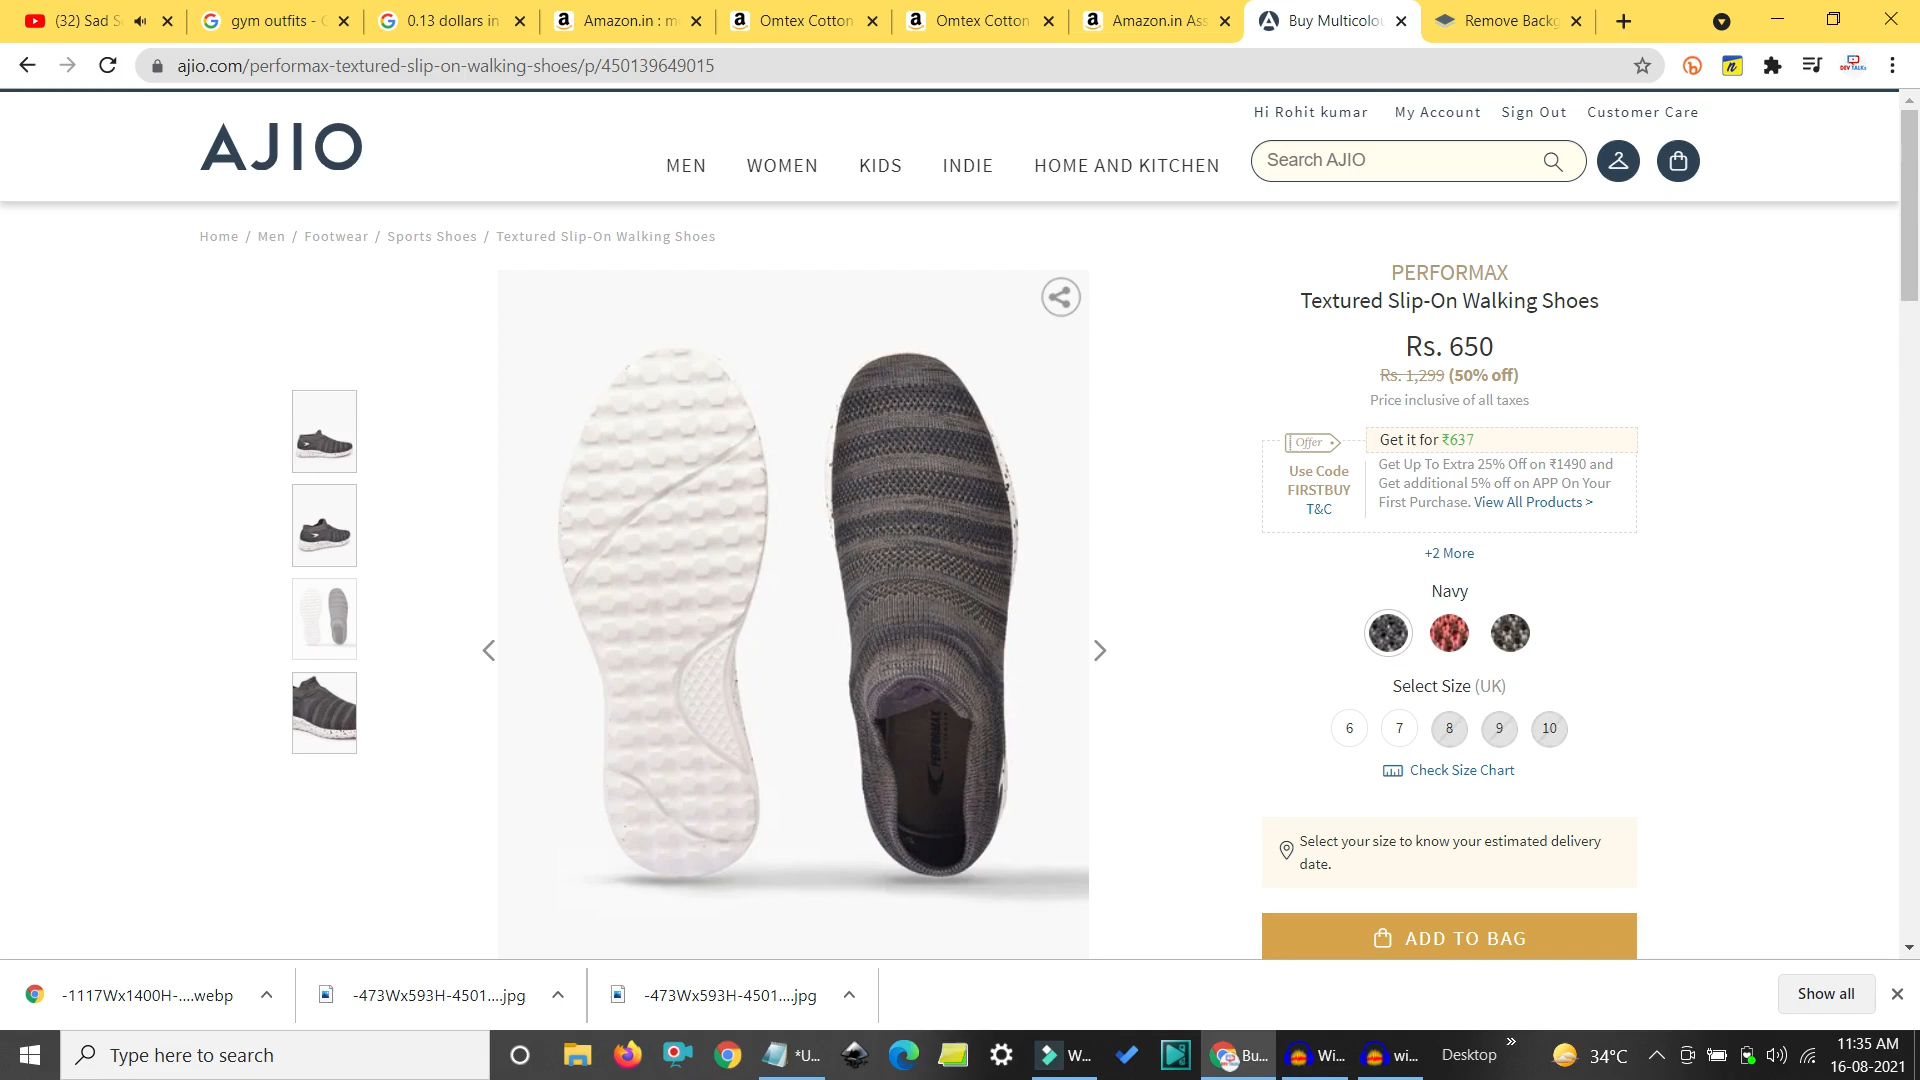 (32) Sad S
gym outfits -
0.13 dollars in
Amazon.in : m
Omtex Cotton
Omtex Cotton
Amazon.in Ass
Buy Multicolou
Remove Backg
ajio.com/performax-textured-slip-on-walking-shoes/p/450139649015
Hi Rohit kumar My Account Sign Out Customer Care
AJIO
MEN WOMEN KIDS INDIE HOME AND KITCHEN
Search AJIO
Home / Men / Footwear / Sports Shoes / Textured Slip-On Walking Shoes
PERFORMAX
Textured Slip-On Walking Shoes
Rs. 650
Rs. 1,299 (50% off)
Price inclusive of all taxes
Offer
Get it for ₹637
Use Code
FIRSTBUY
T&C
Get Up To Extra 25% Off on ₹1490 and
Get additional 5% off on APP On Your
First Purchase. View All Products >
+2 More
Navy
Select Size (UK)
6 7 8 9 10
Check Size Chart
Select your size to know your estimated delivery
date.
ADD TO BAG
PERFORMAX
-1117Wx1400H-....webp
-473Wx593H-4501....jpg
-473Wx593H-4501....jpg
Show all
Type here to search
*U...
W...
Bu...
Wi...
wi...
Desktop
34°C
11:35 AM
16-08-2021